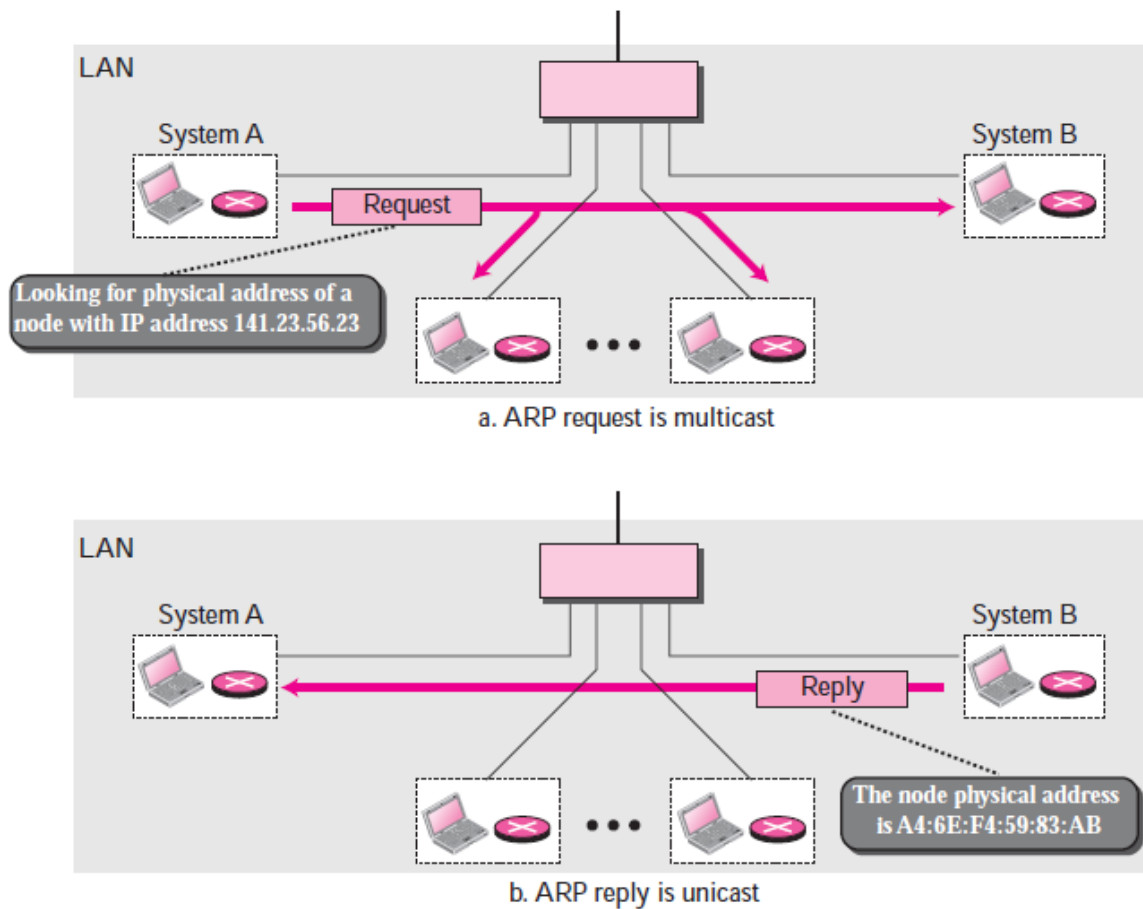 LAN
System A
System B
Request
Looking for physical address of a
node with IP address 141.23.56.23
a. ARP request is multicast
LAN
System A
System B
Reply
The node physical address
is A4:6E:F4:59:83:AB
b. ARP reply is unicast